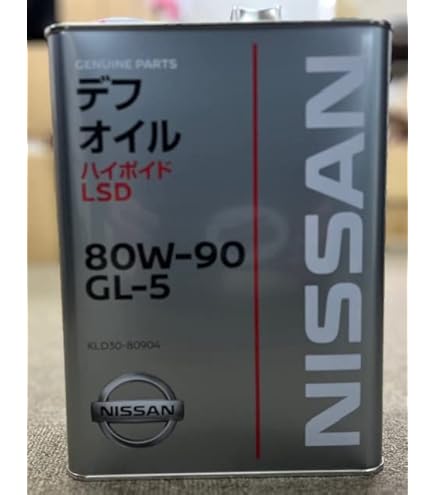 GENUINE PARTS
デフ
オイル
ハイポイド
LSD
80W-90
GL-5
KLD30-80904
NISSAN
NISSAN